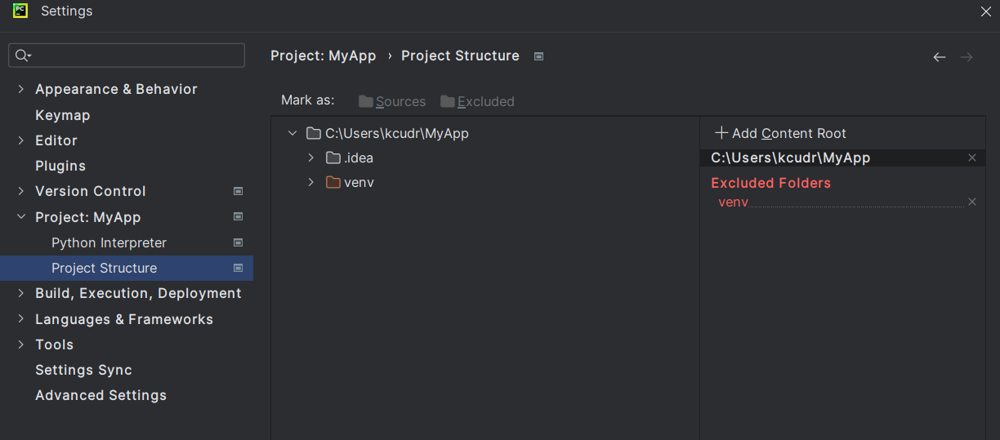 PC Settings
Project: MyApp › Project Structure
Appearance & Behavior
Keymap
Editor
Plugins
Version Control
Project: MyApp
Python Interpreter
Project Structure
Build, Execution, Deployment
Languages & Frameworks
Tools
Settings Sync
Advanced Settings
Mark as: Sources Excluded
C:\Users\kcudr\MyApp
.idea
venv
Add Content Root
C:\Users\kcudr\MyApp
Excluded Folders
venv